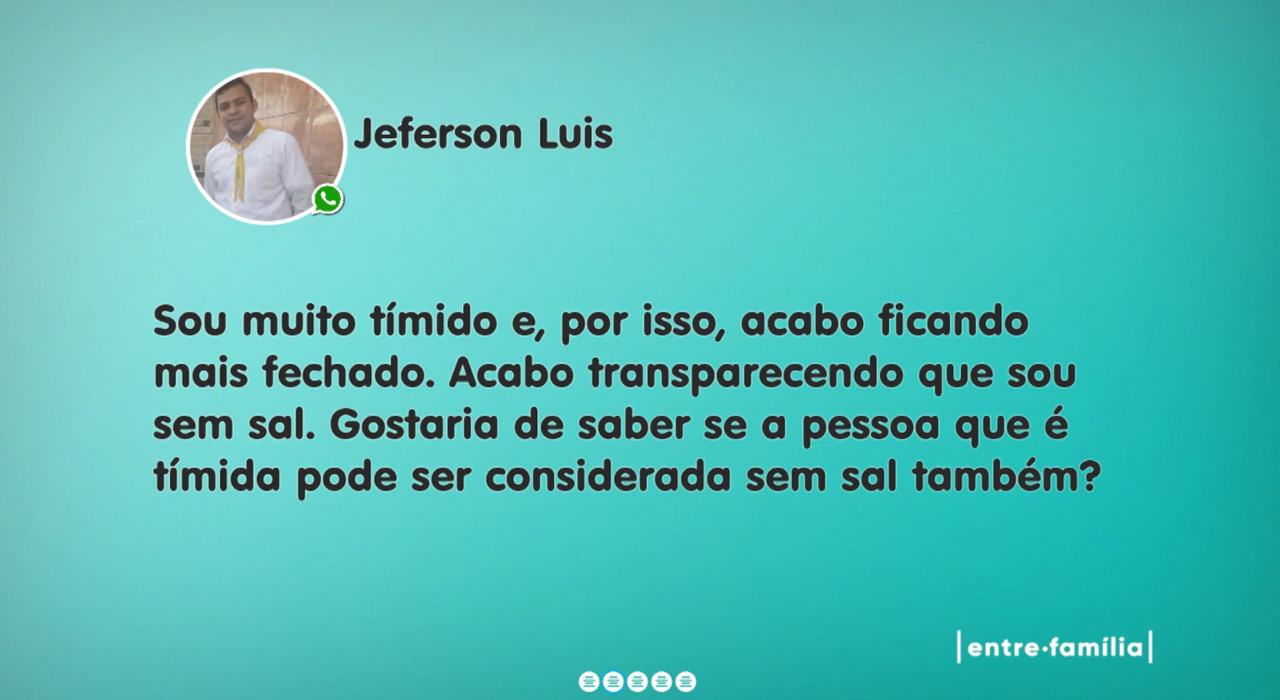 Jeferson Luis
Sou muito tímido e, por isso, acabo ficando
mais fechado. Acabo transparecendo que sou
sem sal. Gostaria de saber se a pessoa que é
tímida pode ser considerada sem sal também?
|entre·família|